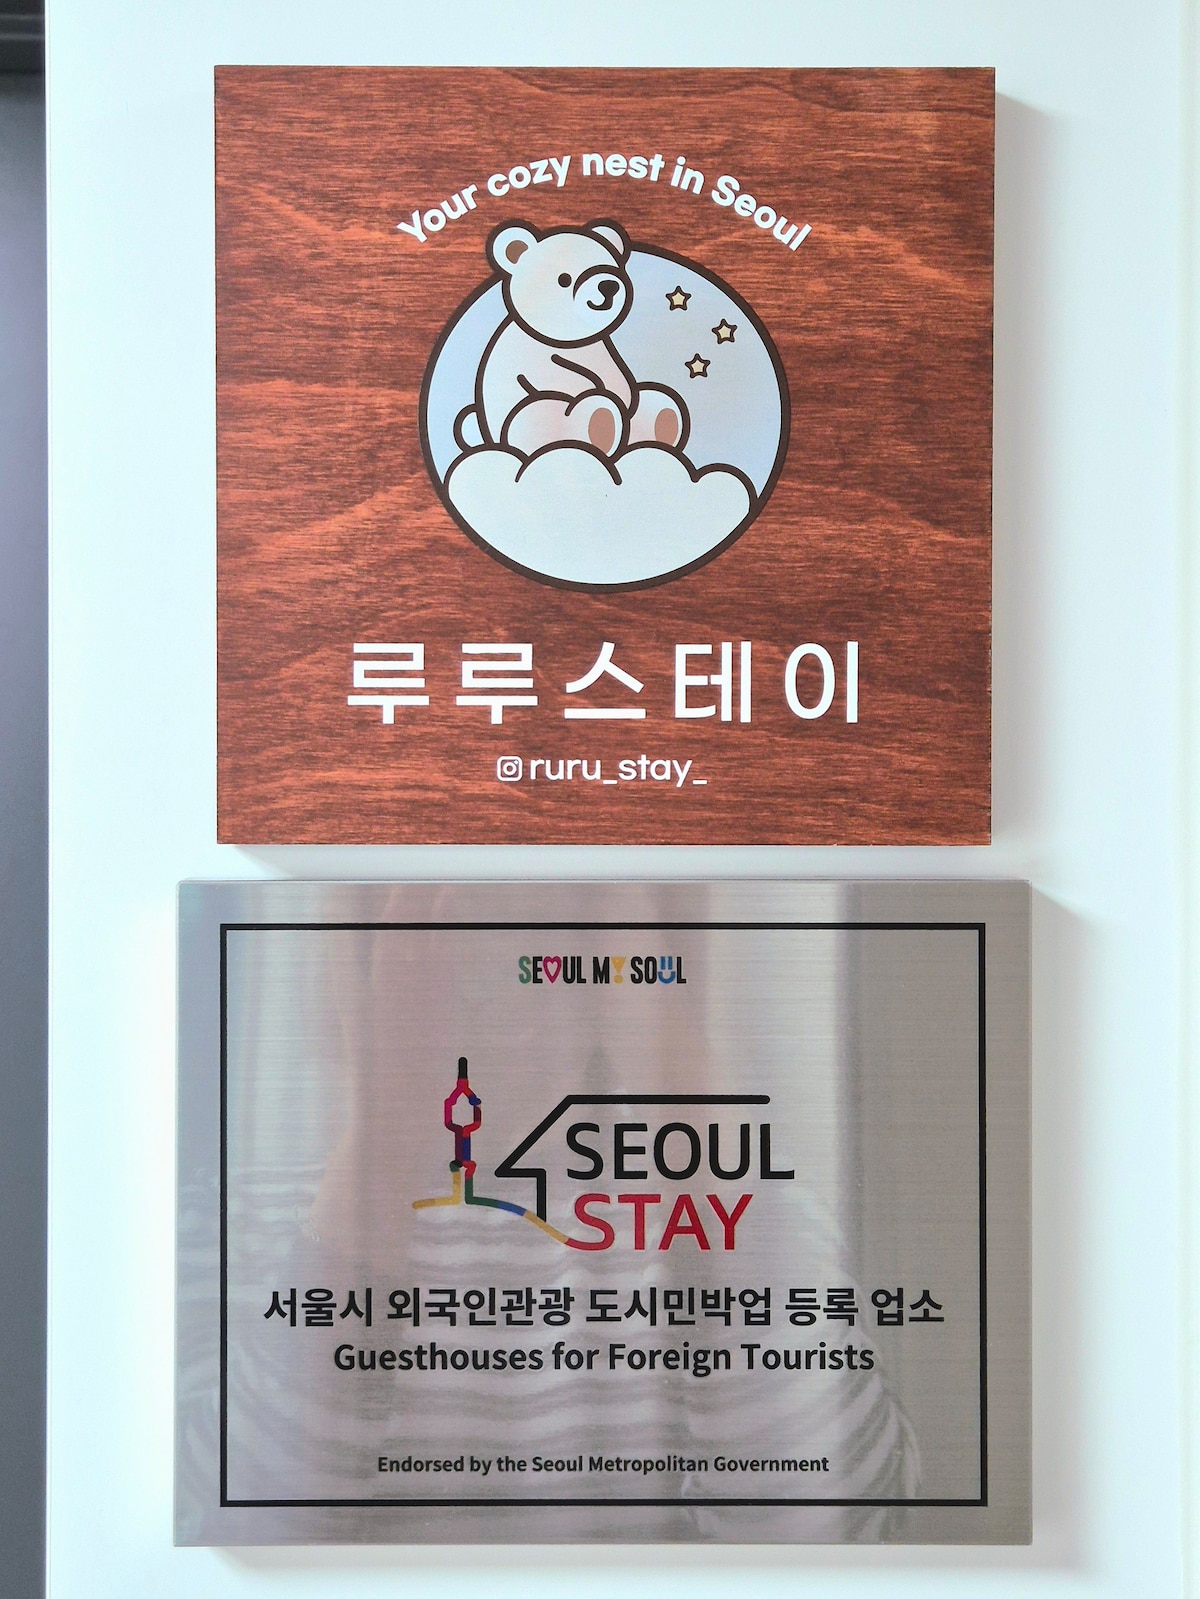 Your cozy nest in Seoul
루루스테이
ruru_stay_
SEOUL MY SOUL
SEOUL
STAY
서울시 외국인관광 도시민박업 등록 업소
Guesthouses for Foreign Tourists
Endorsed by the Seoul Metropolitan Government